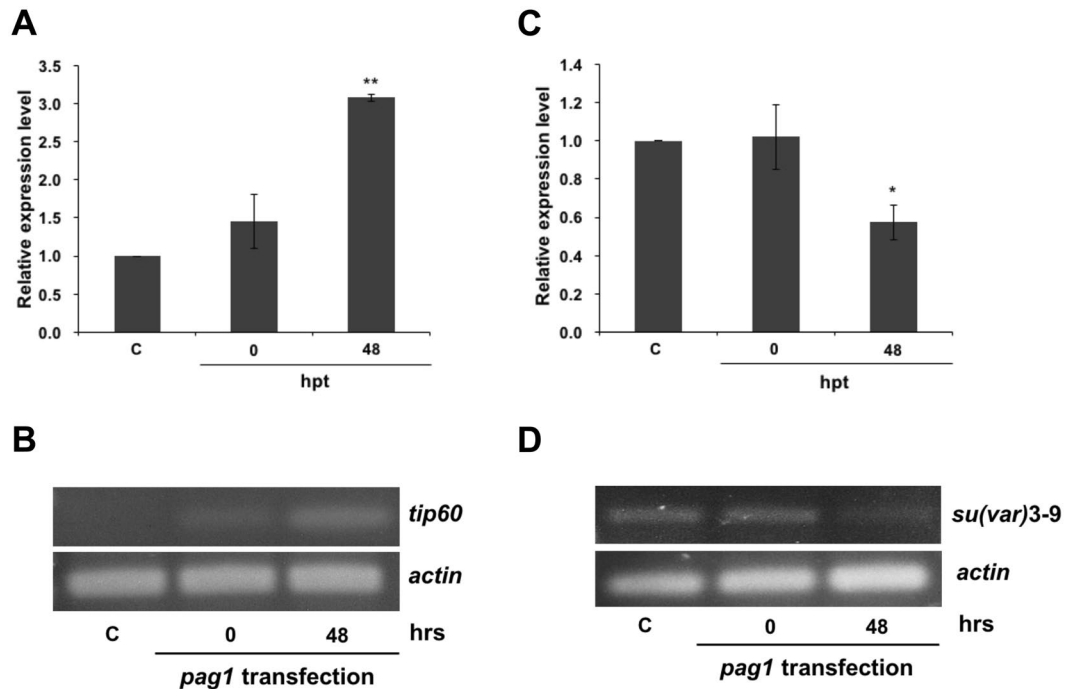 A
Relative expression level
3.5
3.0
2.5
2.0
1.5
1.0
0.5
0.0
**
C 0 48
hpt
C
Relative expression level
1.4
1.2
1.0
0.8
0.6
0.4
0.2
0.0
*
C 0 48
hpt
B
tip60
actin
C 0 48 hrs
pag1 transfection
D
su(var)3-9
actin
C 0 48 hrs
pag1 transfection